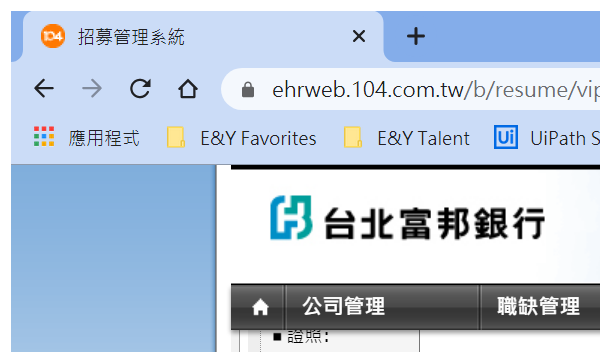 104 招募管理系統
ehrweb.104.com.tw/b/resume/vip
應用程式 E&Y Favorites E&Y Talent Ui UiPath S
台北富邦銀行
公司管理 職缺管理
■ 證照: